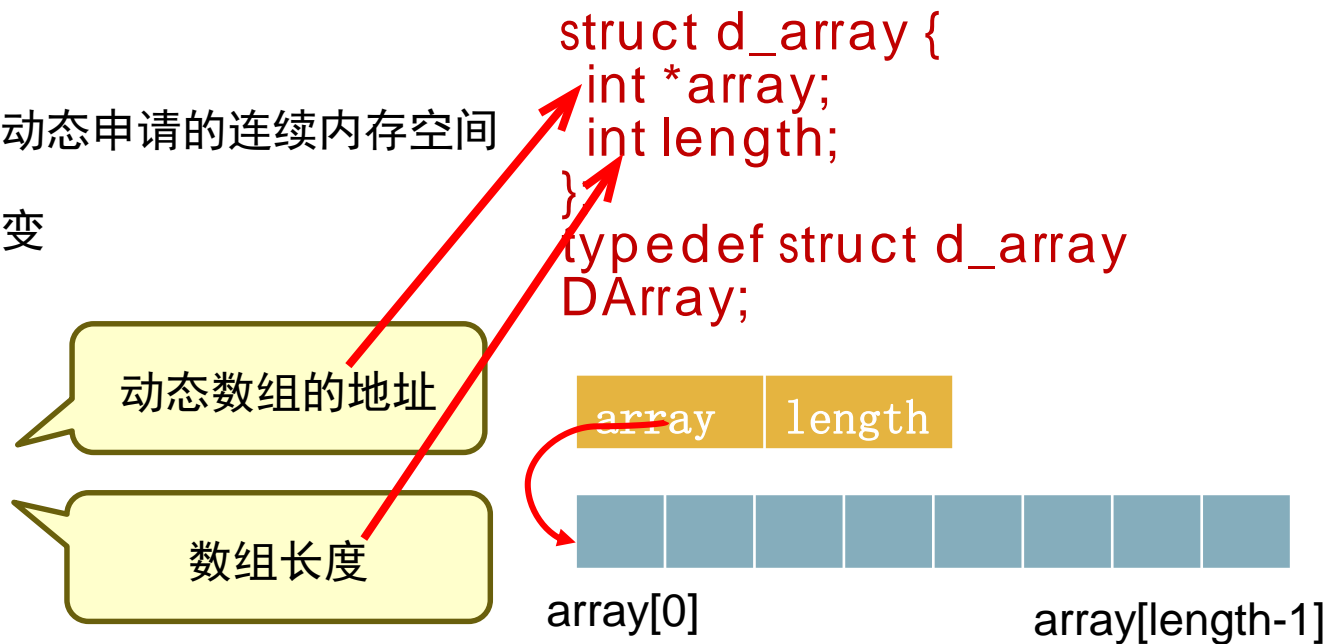 struct d_array {
int *array;
int length;
};
typedef struct d_array
DArray;
动态申请的连续内存空间
变
动态数组的地址
数组长度
array length
array[0] array[length-1]